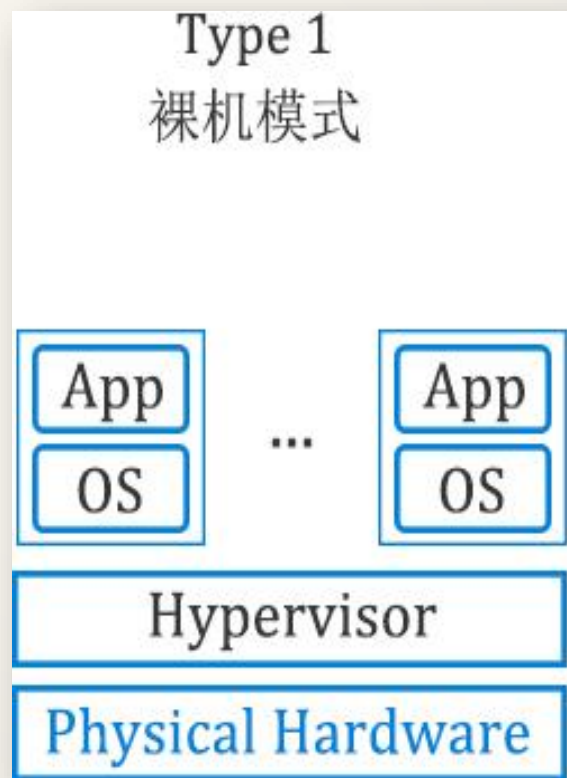 Type 1
裸机模式
App ... App
OS OS
Hypervisor
Physical Hardware